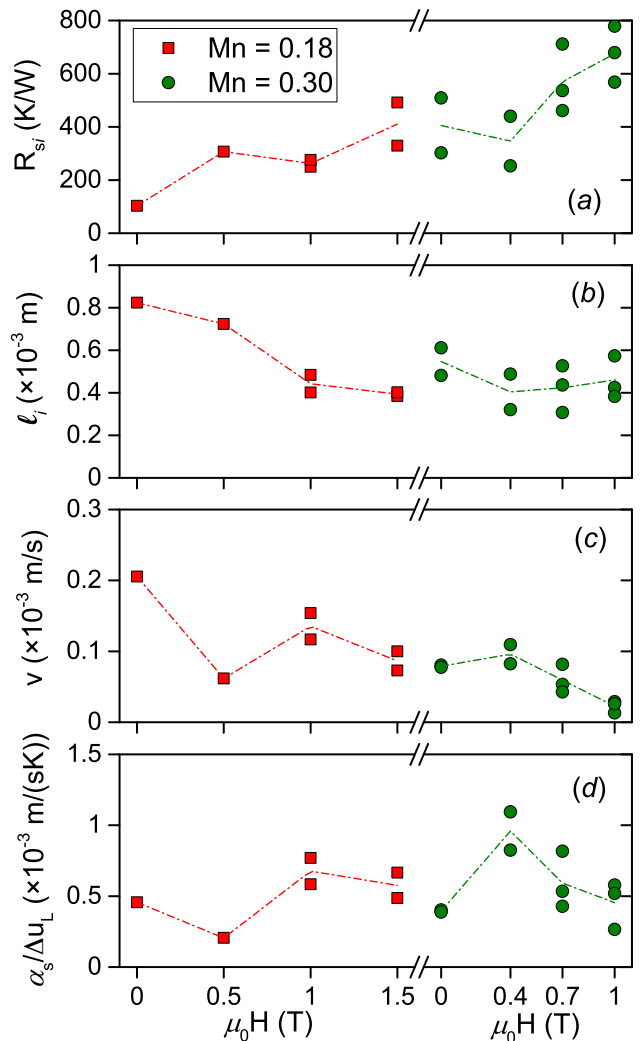 800
600
400
200
0
R_si (K/W)
Mn = 0.18
Mn = 0.30
(a)
1
0.8
0.6
0.4
0.2
0
ℓ_i (×10⁻³ m)
(b)
0.3
0.2
0.1
0
v (×10⁻³ m/s)
(c)
1.5
1
0.5
0
α_s/Δu_L (×10⁻³ m/(sK))
(d)
0 0.5 1 1.5 0 0.4 0.7 1
μ₀H (T) μ₀H (T)